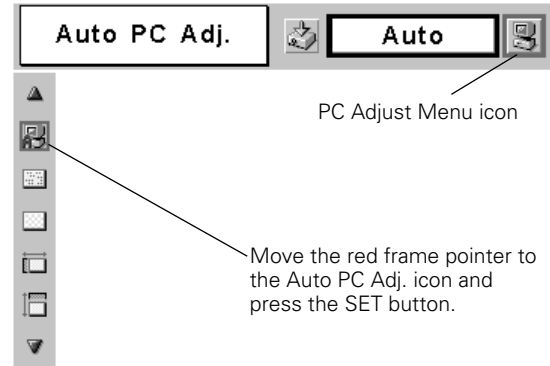 Auto PC Adj.
Auto
PC Adjust Menu icon
Move the red frame pointer to
the Auto PC Adj. icon and
press the SET button.